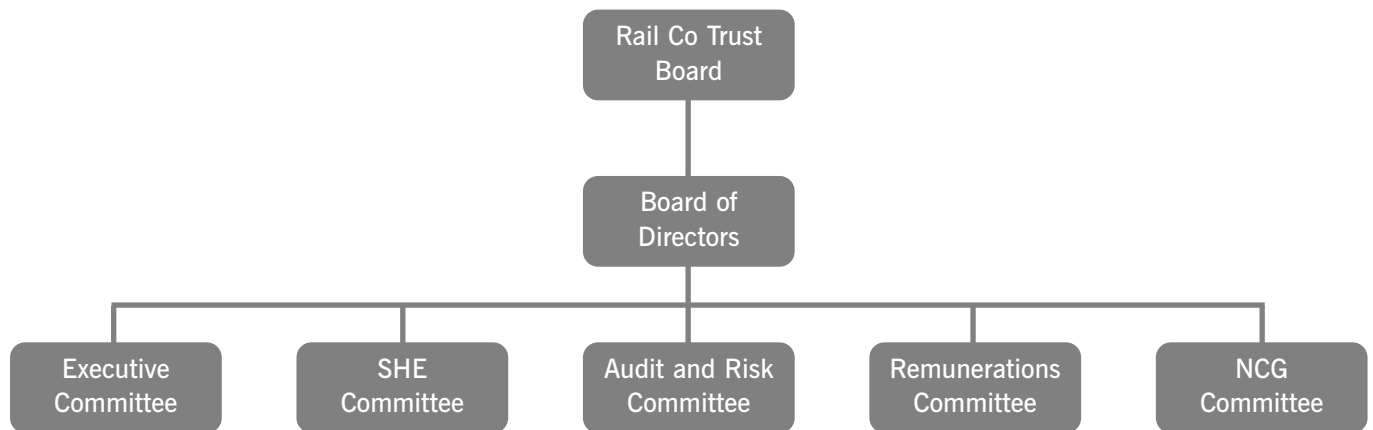 Rail Co Trust
Board
Board of
Directors
Executive
Committee
SHE
Committee
Audit and Risk
Committee
Remunerations
Committee
NCG
Committee